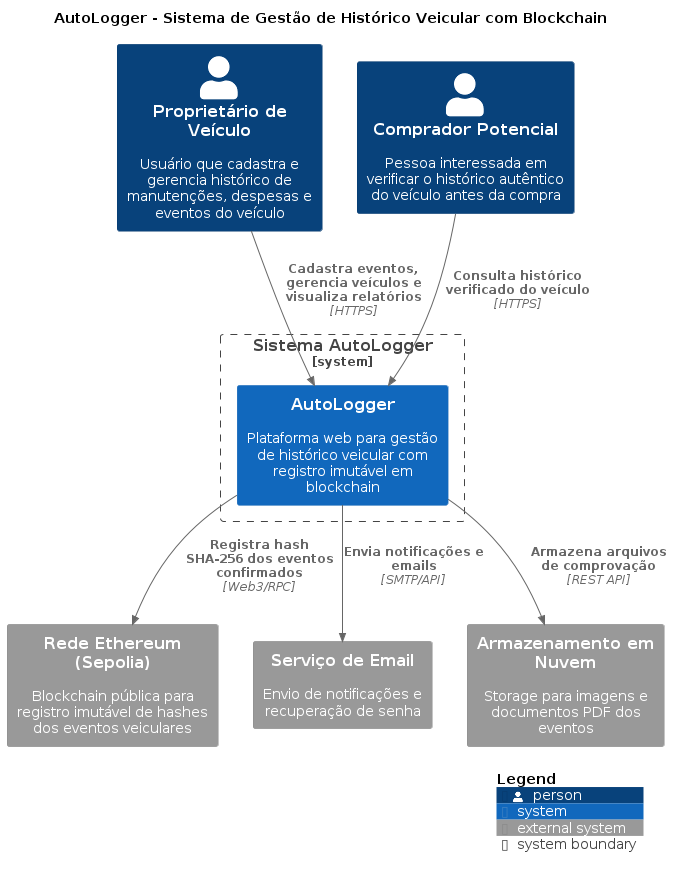 AutoLogger - Sistema de Gestão de Histórico Veicular com Blockchain
Proprietário de
Veículo
Usuário que cadastra e
gerencia histórico de
manutenções, despesas e
eventos do veículo
Comprador Potencial
Pessoa interessada em
verificar o histórico autêntico
do veículo antes da compra
Cadastra eventos,
gerencia veículos e
visualiza relatórios
[HTTPS]
Consulta histórico
verificado do veículo
[HTTPS]
Sistema AutoLogger
[system]
AutoLogger
Plataforma web para gestão
de histórico veicular com
registro imutável em
blockchain
Registra hash
SHA-256 dos eventos
confirmados
[Web3/RPC]
Envia notificações e
emails
[SMTP/API]
Armazena arquivos
de comprovação
[REST API]
Rede Ethereum
(Sepolia)
Blockchain pública para
registro imutável de hashes
dos eventos veiculares
Serviço de Email
Envio de notificações e
recuperação de senha
Armazenamento em
Nuvem
Storage para imagens e
documentos PDF dos
eventos
Legend
person
system
external system
system boundary